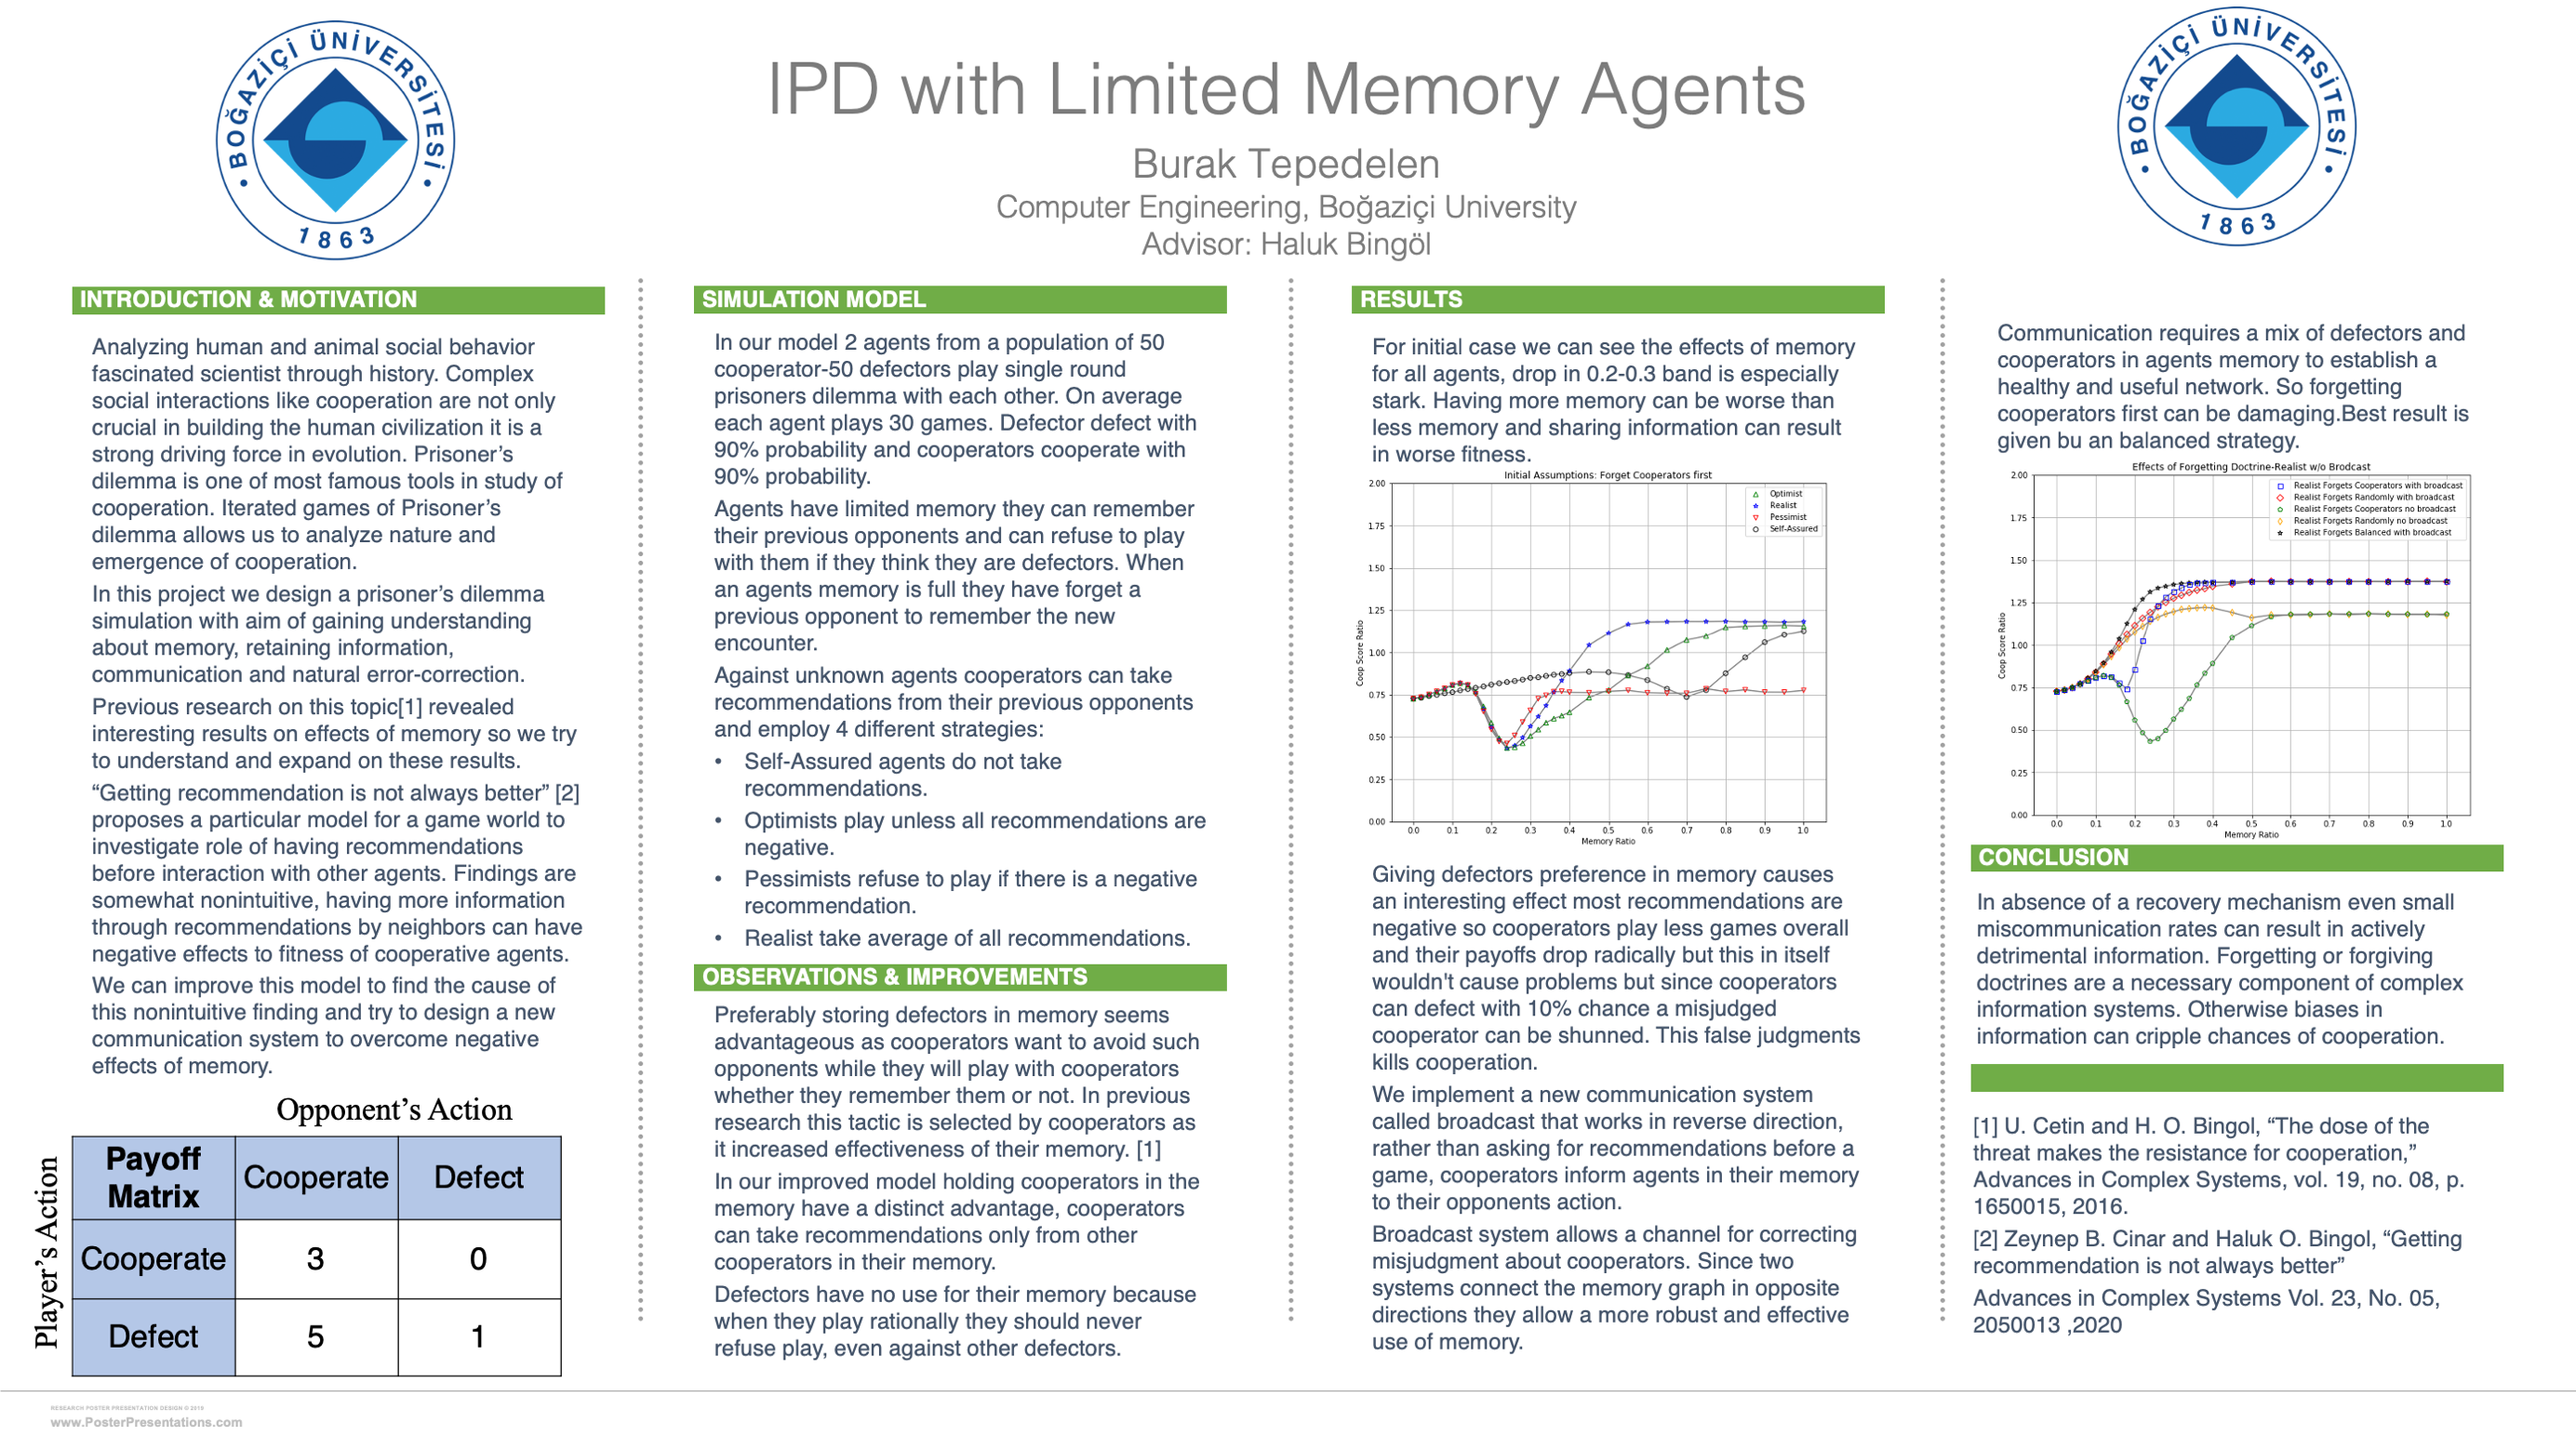 BOĞAZİÇİ ÜNİVERSİTESİ
1863
IPD with Limited Memory Agents
Burak Tepedelen
Computer Engineering, Boğaziçi University
Advisor: Haluk Bingöl
BOĞAZİÇİ ÜNİVERSİTESİ
1863
INTRODUCTION & MOTIVATION
Analyzing human and animal social behavior
fascinated scientist through history. Complex
social interactions like cooperation are not only
crucial in building the human civilization it is a
strong driving force in evolution. Prisoner's
dilemma is one of most famous tools in study of
cooperation. Iterated games of Prisoner's
dilemma allows us to analyze nature and
emergence of cooperation.
In this project we design a prisoner's dilemma
simulation with aim of gaining understanding
about memory, retaining information,
communication and natural error-correction.
Previous research on this topic[1] revealed
interesting results on effects of memory so we try
to understand and expand on these results.
“Getting recommendation is not always better” [2]
proposes a particular model for a game world to
investigate role of having recommendations
before interaction with other agents. Findings are
somewhat nonintuitive, having more information
through recommendations by neighbors can have
negative effects to fitness of cooperative agents.
We can improve this model to find the cause of
this nonintuitive finding and try to design a new
communication system to overcome negative
effects of memory.
Opponent's Action
Player's Action
Payoff Matrix Cooperate Defect
Cooperate 3 0
Defect 5 1
SIMULATION MODEL
In our model 2 agents from a population of 50
cooperator-50 defectors play single round
prisoners dilemma with each other. On average
each agent plays 30 games. Defector defect with
90% probability and cooperators cooperate with
90% probability.
Agents have limited memory they can remember
their previous opponents and can refuse to play
with them if they think they are defectors. When
an agents memory is full they have forget a
previous opponent to remember the new
encounter.
Against unknown agents cooperators can take
recommendations from their previous opponents
and employ 4 different strategies:
• Self-Assured agents do not take
recommendations.
• Optimists play unless all recommendations are
negative.
• Pessimists refuse to play if there is a negative
recommendation.
• Realist take average of all recommendations.
OBSERVATIONS & IMPROVEMENTS
Preferably storing defectors in memory seems
advantageous as cooperators want to avoid such
opponents while they will play with cooperators
whether they remember them or not. In previous
research this tactic is selected by cooperators as
it increased effectiveness of their memory. [1]
In our improved model holding cooperators in the
memory have a distinct advantage, cooperators
can take recommendations only from other
cooperators in their memory.
Defectors have no use for their memory because
when they play rationally they should never
refuse play, even against other defectors.
RESULTS
For initial case we can see the effects of memory
for all agents, drop in 0.2-0.3 band is especially
stark. Having more memory can be worse than
less memory and sharing information can result
in worse fitness.
Initial Assumptions: Forget Cooperators first
Optimist
Realist
Pessimist
Self-Assured
Coop Score Ratio
2.00
1.75
1.50
1.25
1.00
0.75
0.50
0.25
0.00
0.0 0.1 0.2 0.3 0.4 0.5 0.6 0.7 0.8 0.9 1.0
Memory Ratio
Giving defectors preference in memory causes
an interesting effect most recommendations are
negative so cooperators play less games overall
and their payoffs drop radically but this in itself
wouldn't cause problems but since cooperators
can defect with 10% chance a misjudged
cooperator can be shunned. This false judgments
kills cooperation.
We implement a new communication system
called broadcast that works in reverse direction,
rather than asking for recommendations before a
game, cooperators inform agents in their memory
to their opponents action.
Broadcast system allows a channel for correcting
misjudgment about cooperators. Since two
systems connect the memory graph in opposite
directions they allow a more robust and effective
use of memory.
Communication requires a mix of defectors and
cooperators in agents memory to establish a
healthy and useful network. So forgetting
cooperators first can be damaging.Best result is
given bu an balanced strategy.
Effects of Forgetting Doctrine-Realist w/o Brodcast
Realist Forgets Cooperators with broadcast
Realist Forgets Randomly with broadcast
Realist Forgets Cooperators no broadcast
Realist Forgets Randomly no broadcast
Realist Forgets Balanced with broadcast
Coop Score Ratio
2.00
1.75
1.50
1.25
1.00
0.75
0.50
0.25
0.00
0.0 0.1 0.2 0.3 0.4 0.5 0.6 0.7 0.8 0.9 1.0
Memory Ratio
CONCLUSION
In absence of a recovery mechanism even small
miscommunication rates can result in actively
detrimental information. Forgetting or forgiving
doctrines are a necessary component of complex
information systems. Otherwise biases in
information can cripple chances of cooperation.
[1] U. Cetin and H. O. Bingol, “The dose of the
threat makes the resistance for cooperation,”
Advances in Complex Systems, vol. 19, no. 08, p.
1650015, 2016.
[2] Zeynep B. Cinar and Haluk O. Bingol, “Getting
recommendation is not always better”
Advances in Complex Systems Vol. 23, No. 05,
2050013 ,2020
RESEARCH POSTER PRESENTATION DESIGN © 2019
www.PosterPresentations.com